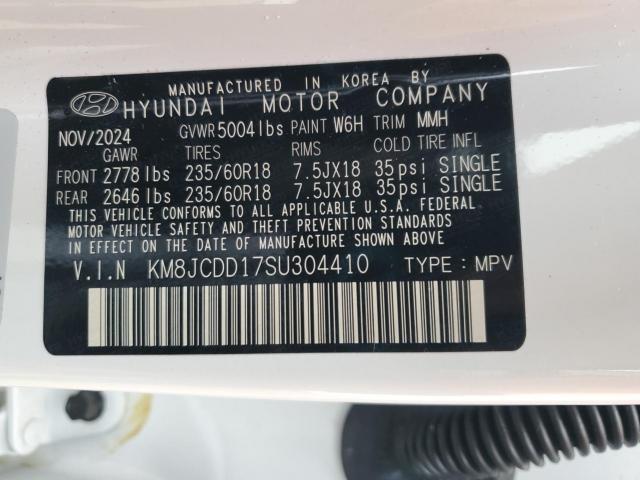 MANUFACTURED IN KOREA BY
HYUNDAI MOTOR COMPANY
NOV/2024 GVWR 5004 lbs PAINT W6H TRIM MMH
GAWR TIRES RIMS COLD TIRE INFL
FRONT 2778 lbs 235/60R18 7.5JX18 35psi SINGLE
REAR 2646 lbs 235/60R18 7.5JX18 35psi SINGLE
THIS VEHICLE CONFORMS TO ALL APPLICABLE U.S.A. FEDERAL
MOTOR VEHICLE SAFETY AND THEFT PREVENTION STANDARDS
IN EFFECT ON THE DATE OF MANUFACTURE SHOWN ABOVE.
V.I.N KM8JCDD17SU304410 TYPE : MPV